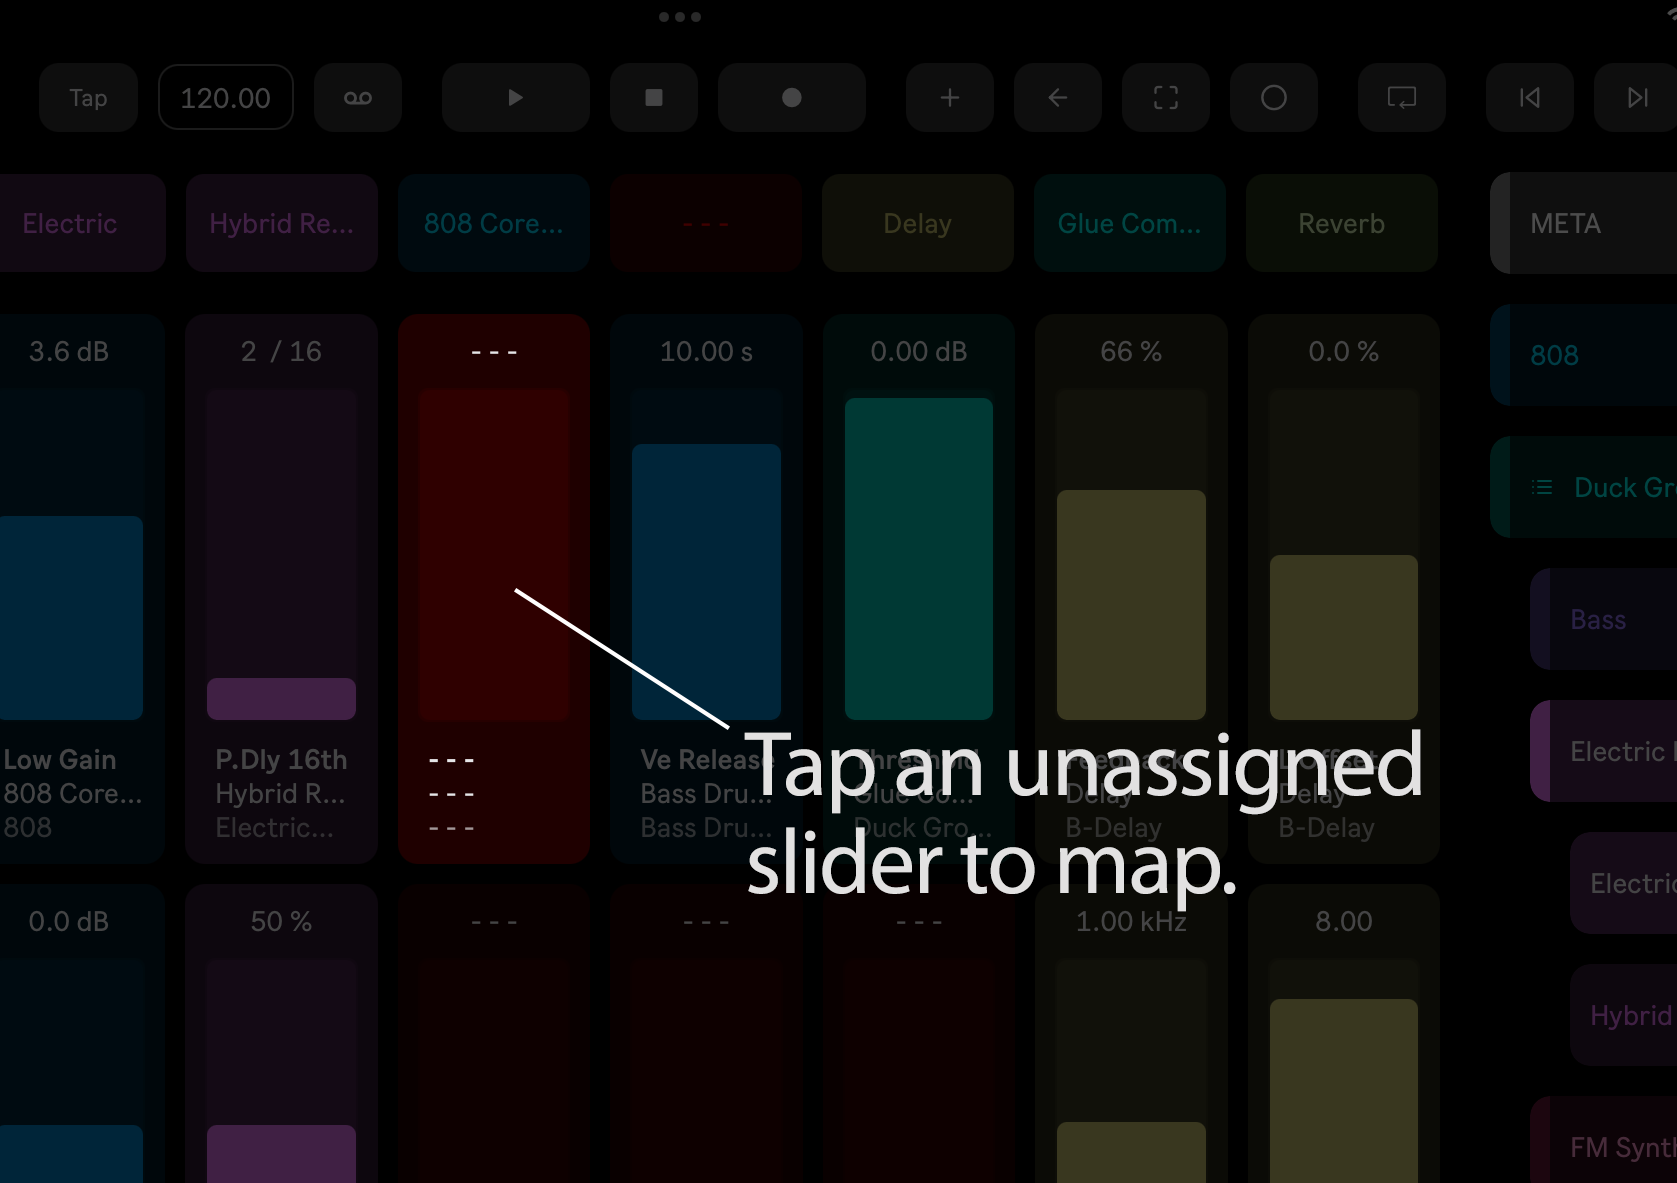 Tap 120.00
Electric Hybrid Re... 808 Core... - - - Delay Glue Com... Reverb META
3.6 dB 2 / 16 - - - 10.00 s 0.00 dB 66 % 0.0 %
808
Duck Gr
Bass
Low Gain P.Dly 16th - - - Ve Release Threshold Feedback Offset
808 Core... Hybrid R... - - - Bass Dru... Glue Co... Delay Delay
808 Electric... - - - Bass Dru... Duck Gro... B-Delay B-Delay
Electric
Tap an unassigned
slider to map.
0.0 dB 50 % - - - - - - - - - 1.00 kHz 8.00
Electric
Hybrid
FM Synth